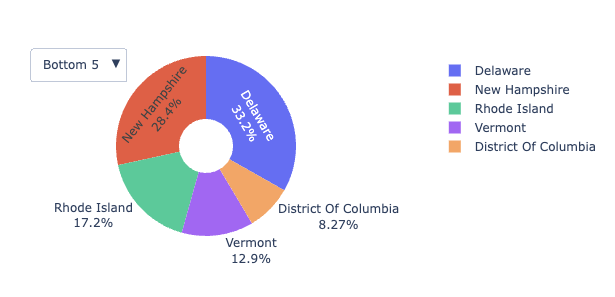 Bottom 5 ▼
New Hampshire
28.4%
Delaware
33.2%
Rhode Island
17.2%
Vermont
12.9%
District Of Columbia
8.27%
Delaware
New Hampshire
Rhode Island
Vermont
District Of Columbia